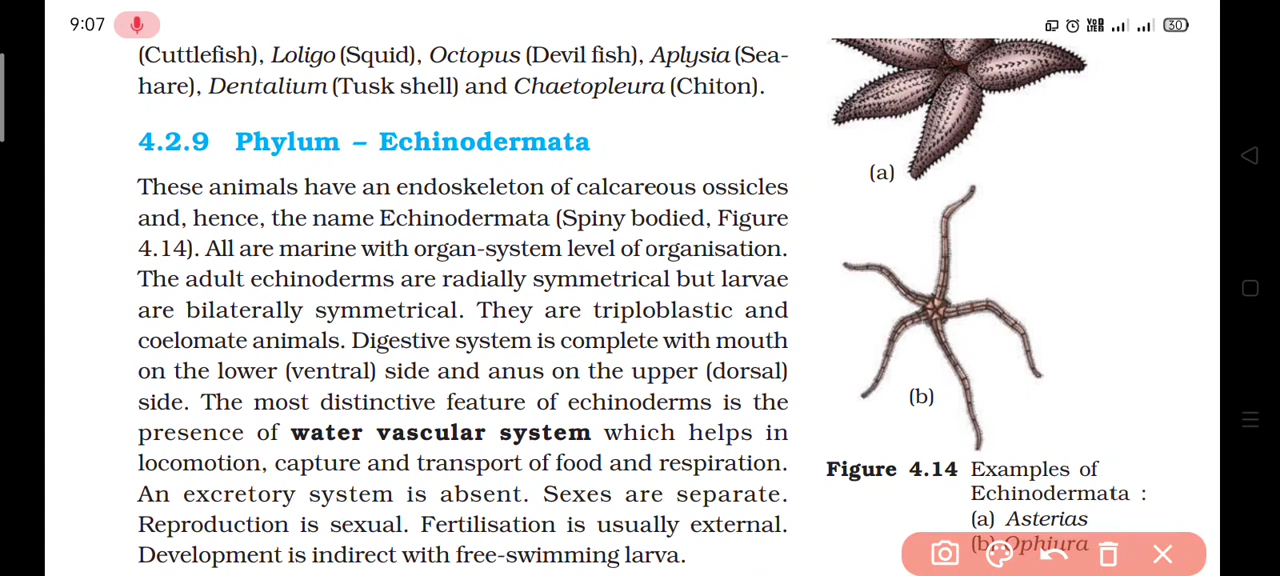 9:07
30
(Cuttlefish), Loligo (Squid), Octopus (Devil fish), Aplysia (Sea-
hare), Dentalium (Tusk shell) and Chaetopleura (Chiton).
4.2.9 Phylum – Echinodermata
These animals have an endoskeleton of calcareous ossicles
and, hence, the name Echinodermata (Spiny bodied, Figure
4.14). All are marine with organ-system level of organisation.
The adult echinoderms are radially symmetrical but larvae
are bilaterally symmetrical. They are triploblastic and
coelomate animals. Digestive system is complete with mouth
on the lower (ventral) side and anus on the upper (dorsal)
side. The most distinctive feature of echinoderms is the
presence of water vascular system which helps in
locomotion, capture and transport of food and respiration.
An excretory system is absent. Sexes are separate.
Reproduction is sexual. Fertilisation is usually external.
Development is indirect with free-swimming larva.
(a)
(b)
Figure 4.14 Examples of
Echinodermata :
(a) Asterias
(b) Ophiura